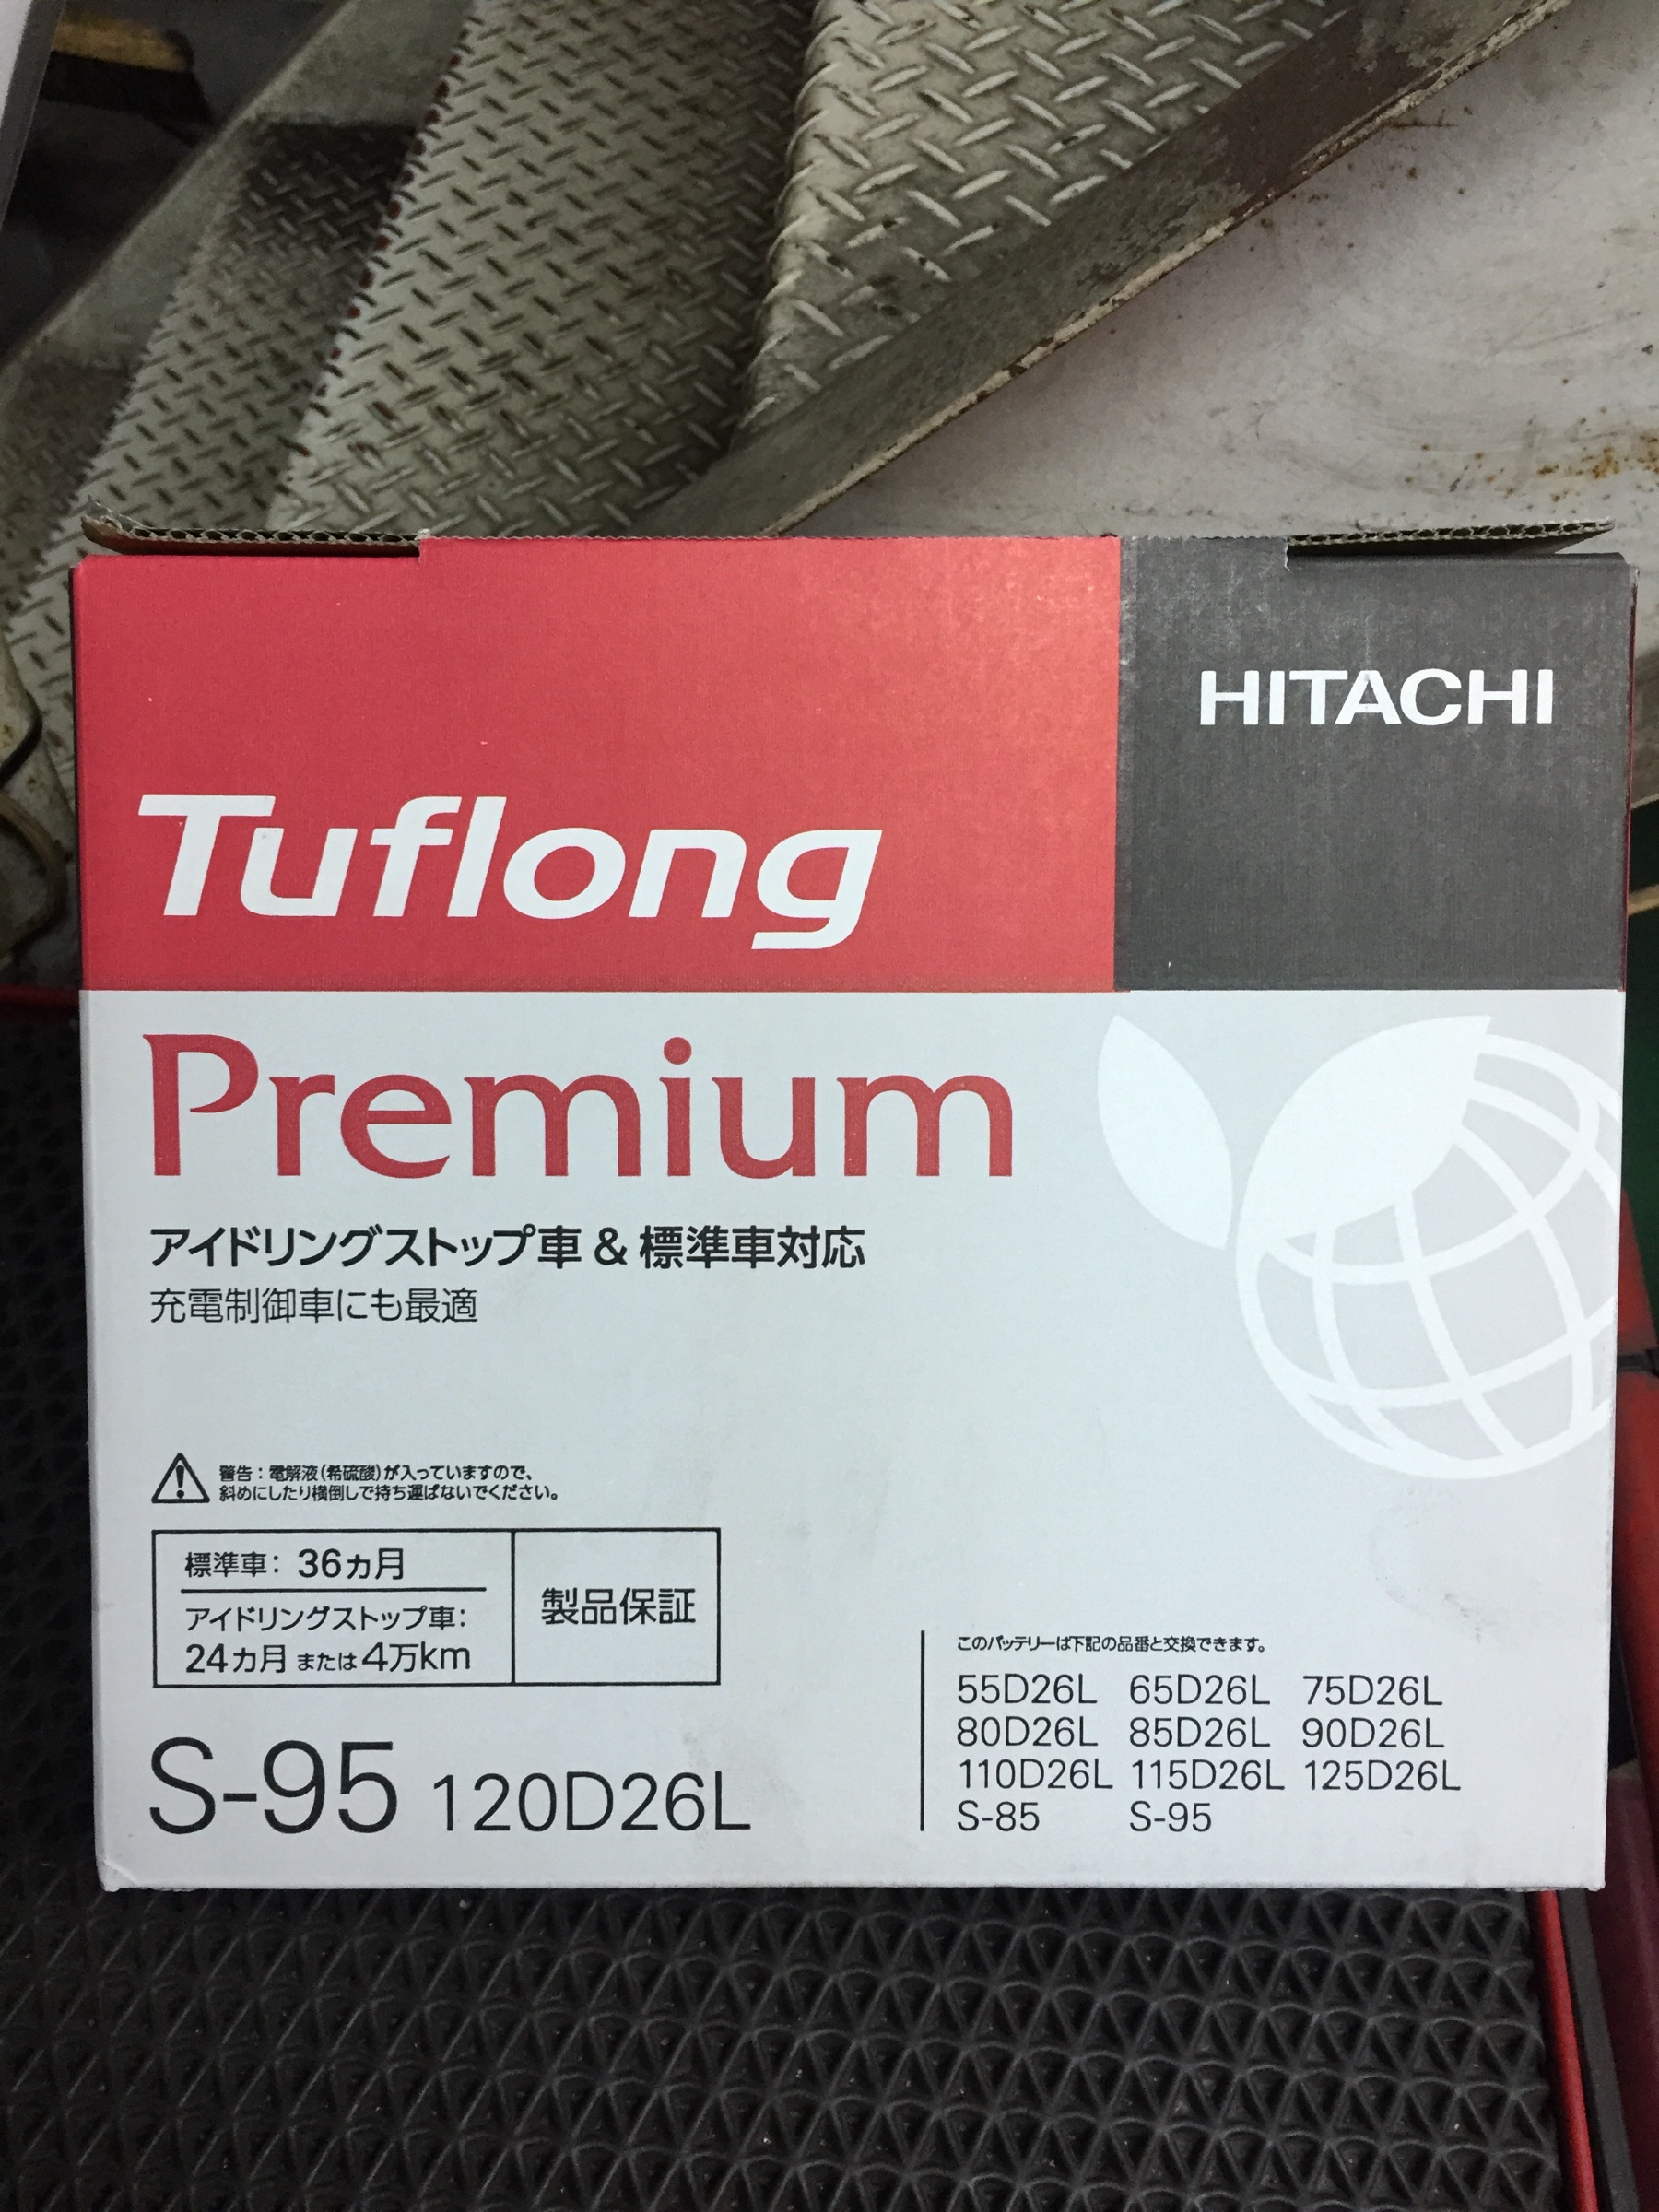 HITACHI
Tuflong
Premium
アイドリングストップ車 & 標準車対応
充電制御車にも最適
警告：電解液(希硫酸)が入っていますので、
斜めにしたり横倒しで持ち運ばないでください。
標準車：36ヵ月
アイドリングストップ車：
24ヵ月 または 4万km
製品保証
S-95 120D26L
このバッテリーは下記の品番と交換できます。
55D26L 65D26L 75D26L
80D26L 85D26L 90D26L
110D26L 115D26L 125D26L
S-85 S-95